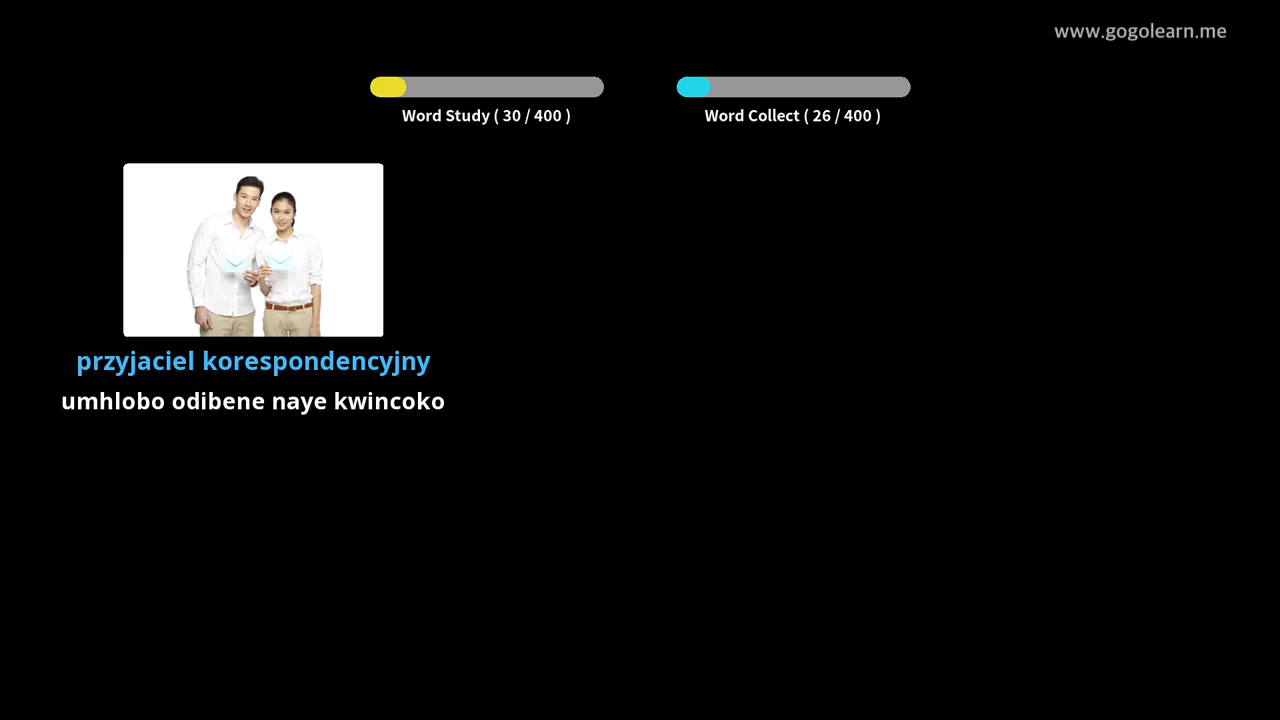 www.gogolearn.me
Word Study ( 30 / 400 )
Word Collect ( 26 / 400 )
przyjaciel korespondencyjny
umhlobo odibene naye kwincoko